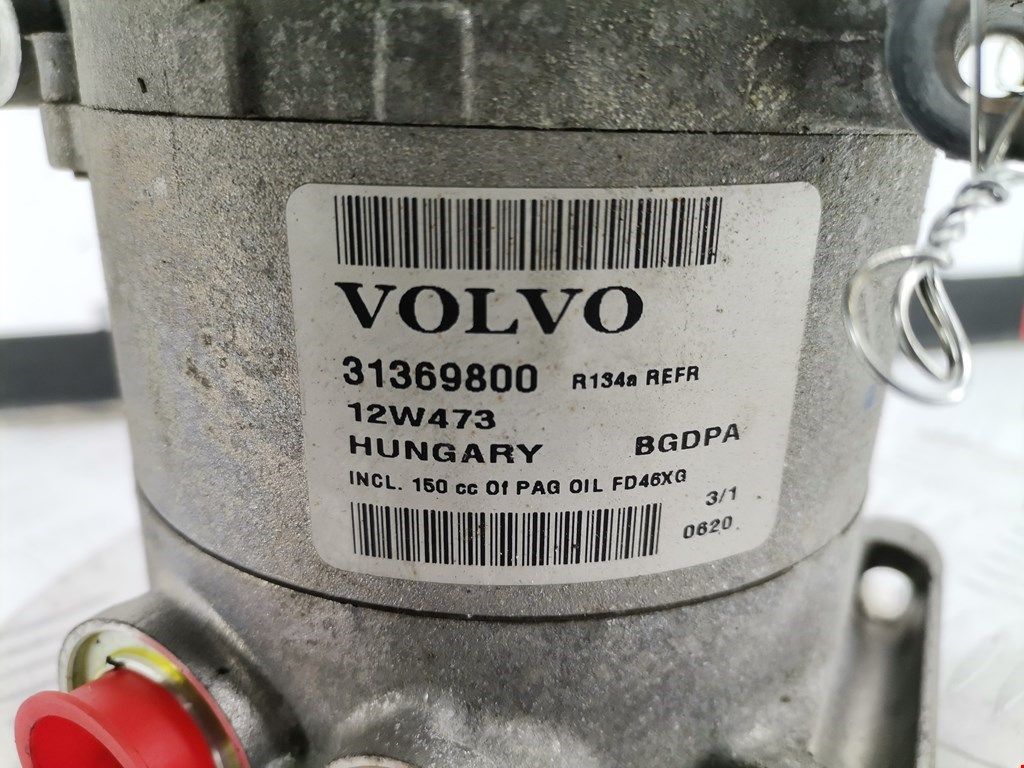 VOLVO
31369800 R134a REFR
12W473
HUNGARY BGDPA
INCL. 150 cc Of PAG OIL FD46XG
3/1
0620